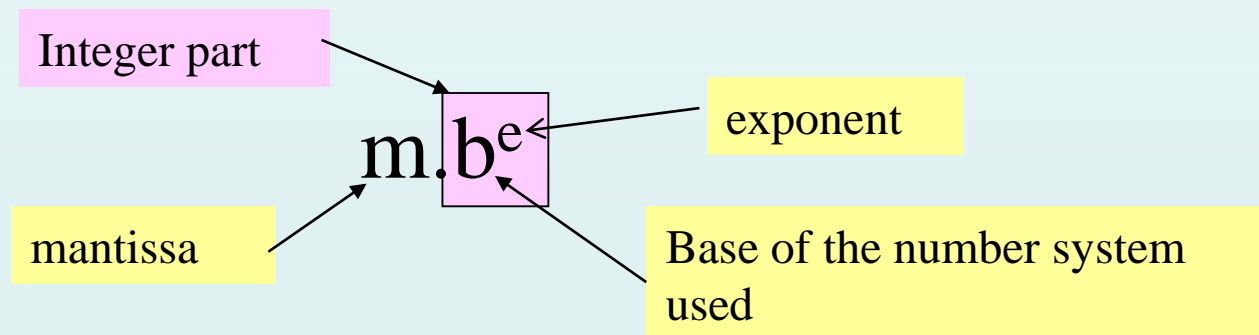 Integer part
exponent
m.bᵉ
mantissa
Base of the number system
used